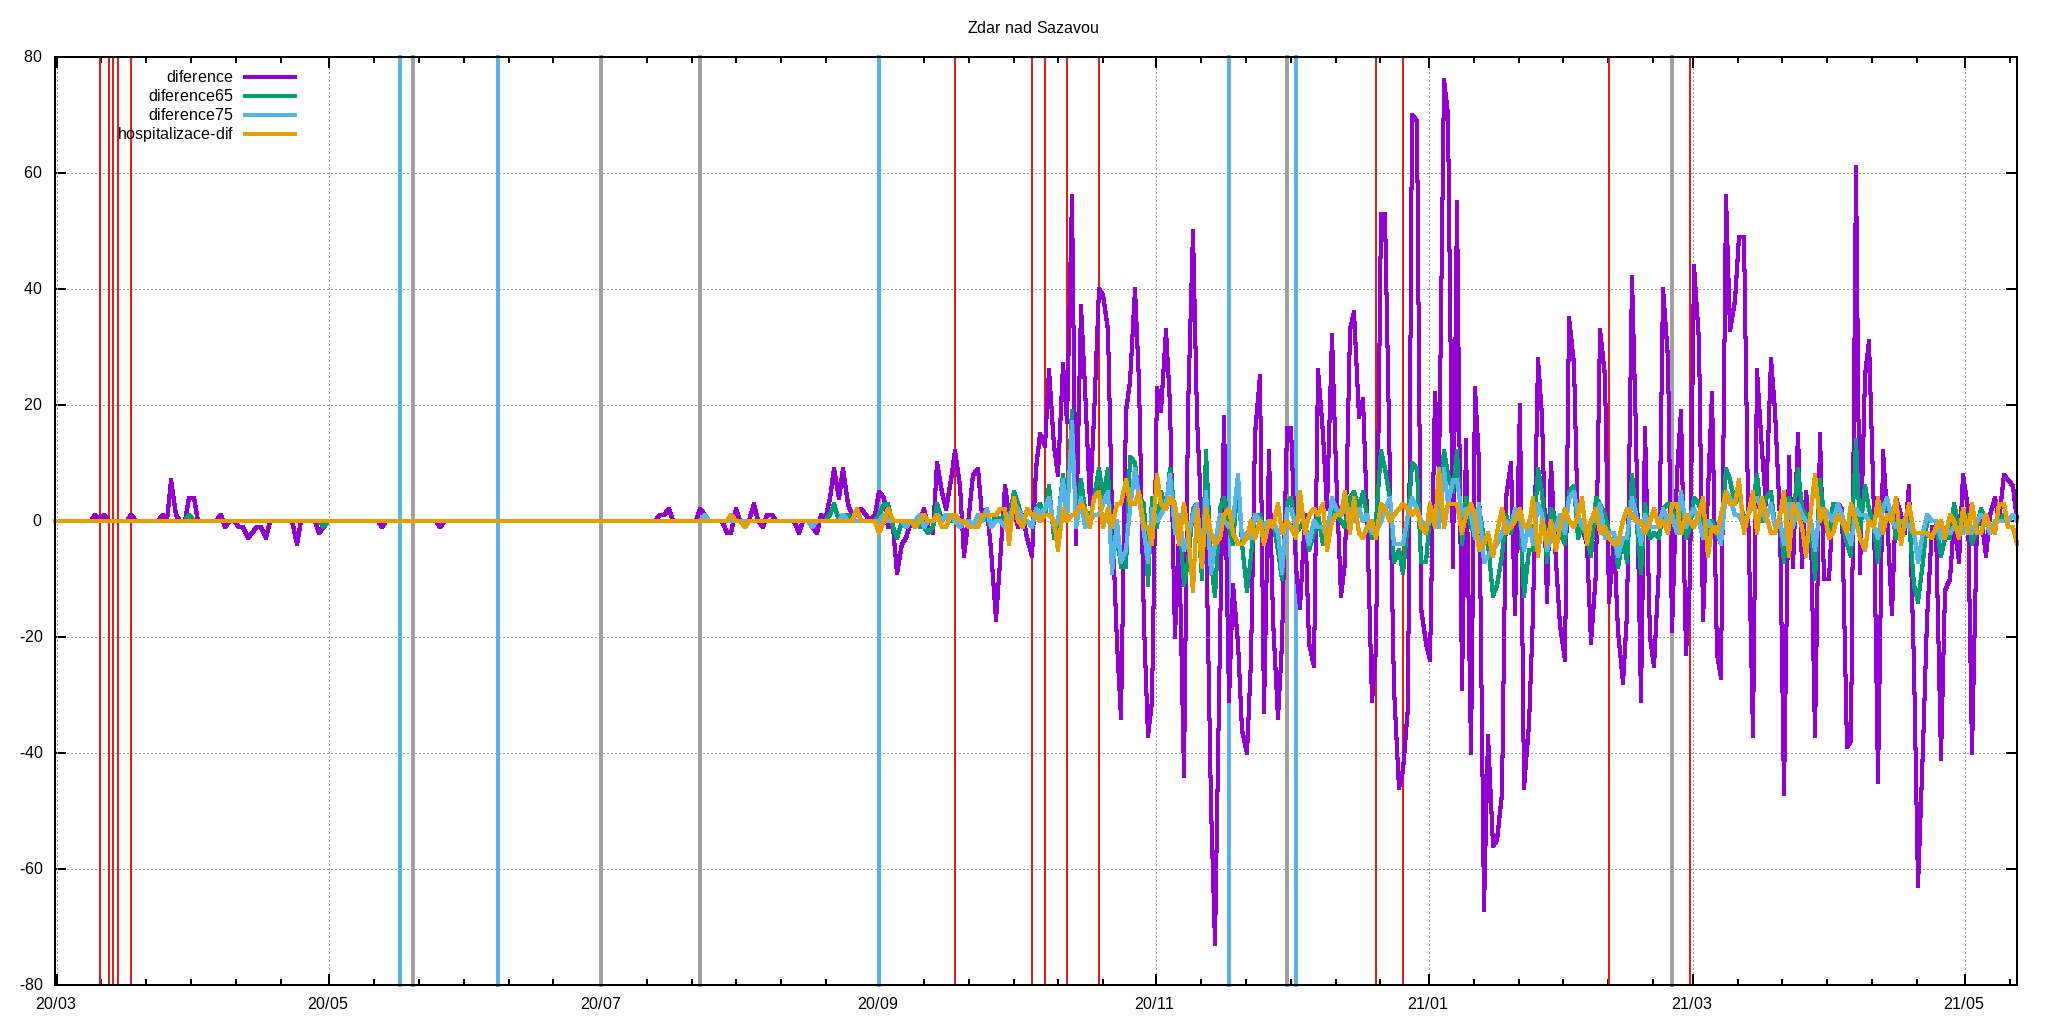 Zdar nad Sazavou
diference
diference65
diference75
hospitalizace-dif
80
60
40
20
0
-20
-40
-60
-80
20/03 20/05 20/07 20/09 20/11 21/01 21/03 21/05